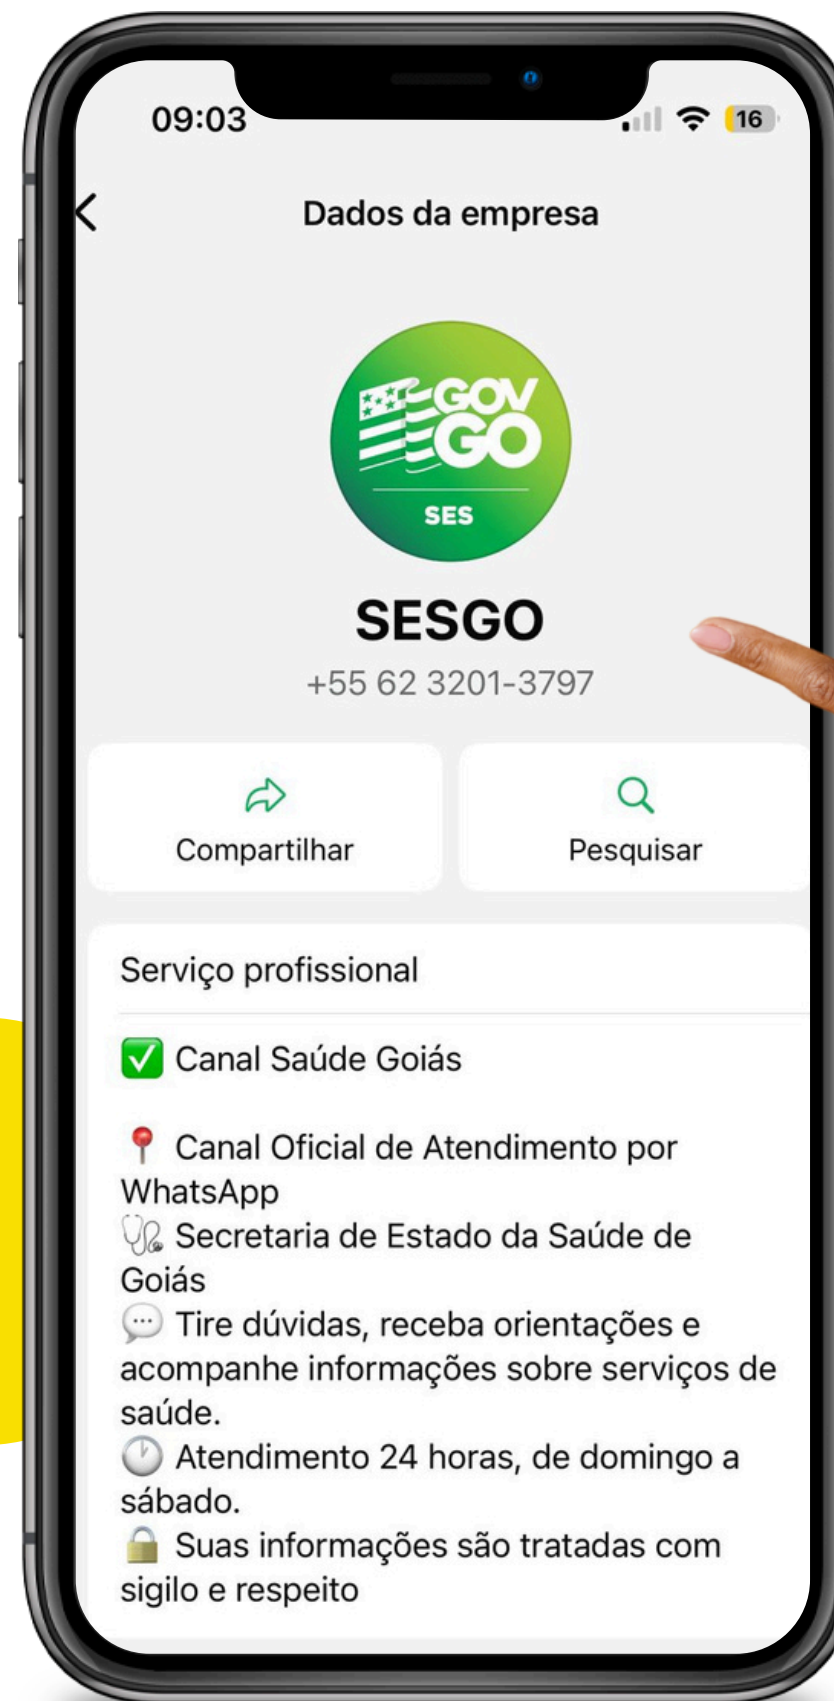 09:03
16
Dados da empresa
GOV
GO
SES
SESGO
+55 62 3201-3797
Compartilhar
Pesquisar
Serviço profissional
✅ Canal Saúde Goiás
📍 Canal Oficial de Atendimento por
WhatsApp
🩺 Secretaria de Estado da Saúde de
Goiás
💬 Tire dúvidas, receba orientações e
acompanhe informações sobre serviços de
saúde.
🕐 Atendimento 24 horas, de domingo a
sábado.
🔒 Suas informações são tratadas com
sigilo e respeito